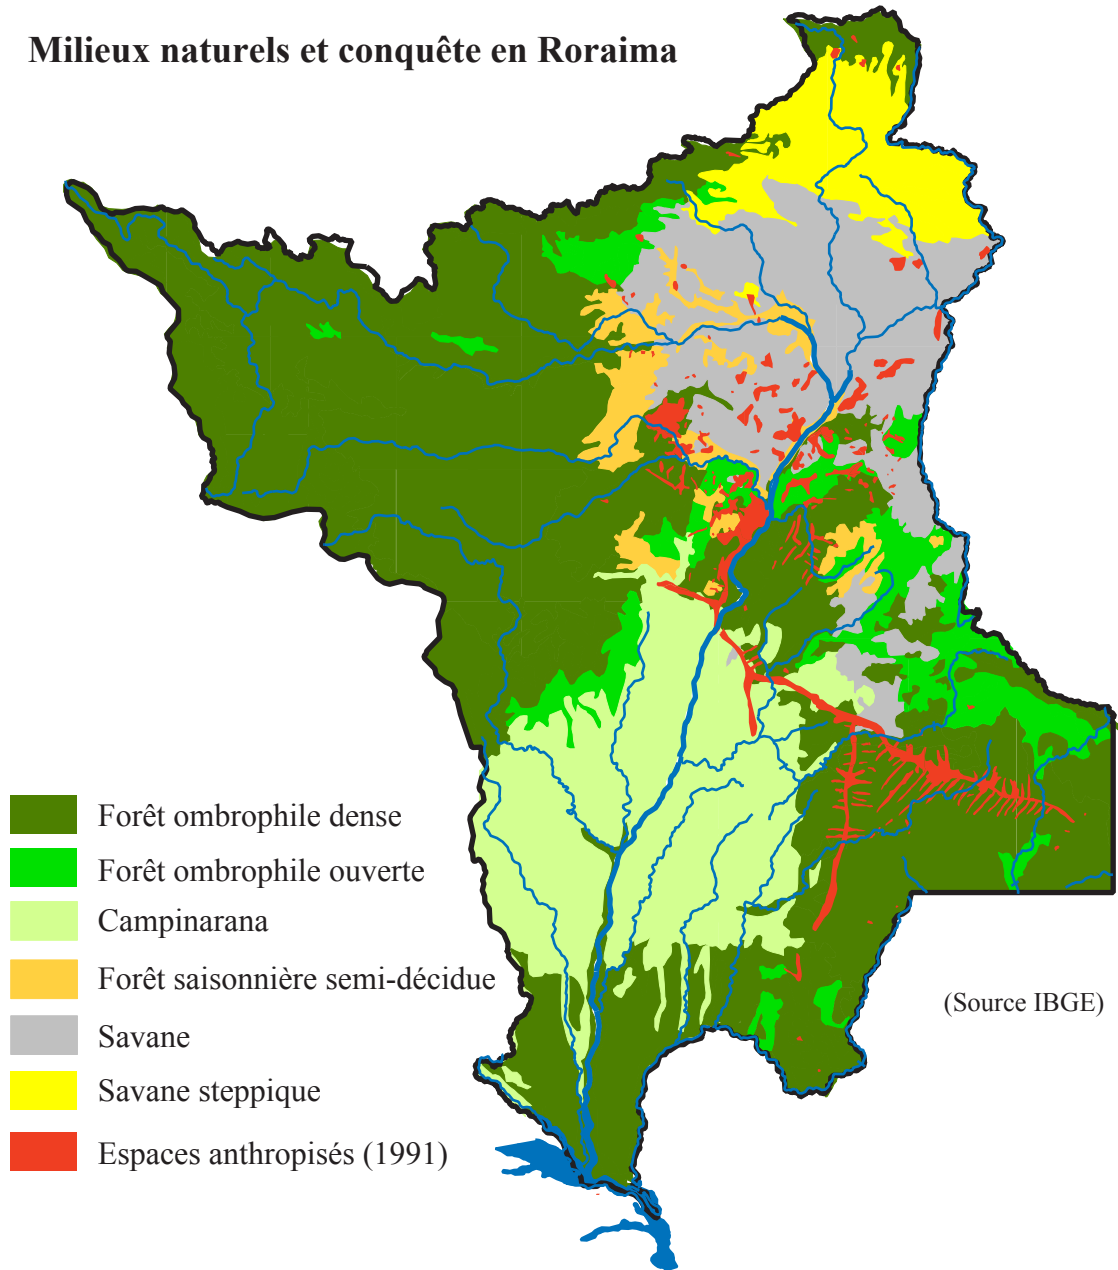 Milieux naturels et conquête en Roraima
Forêt ombrophile dense
Forêt ombrophile ouverte
Campinarana
Forêt saisonnière semi-décidue
Savane
Savane steppique
Espaces anthropisés (1991)
(Source IBGE)